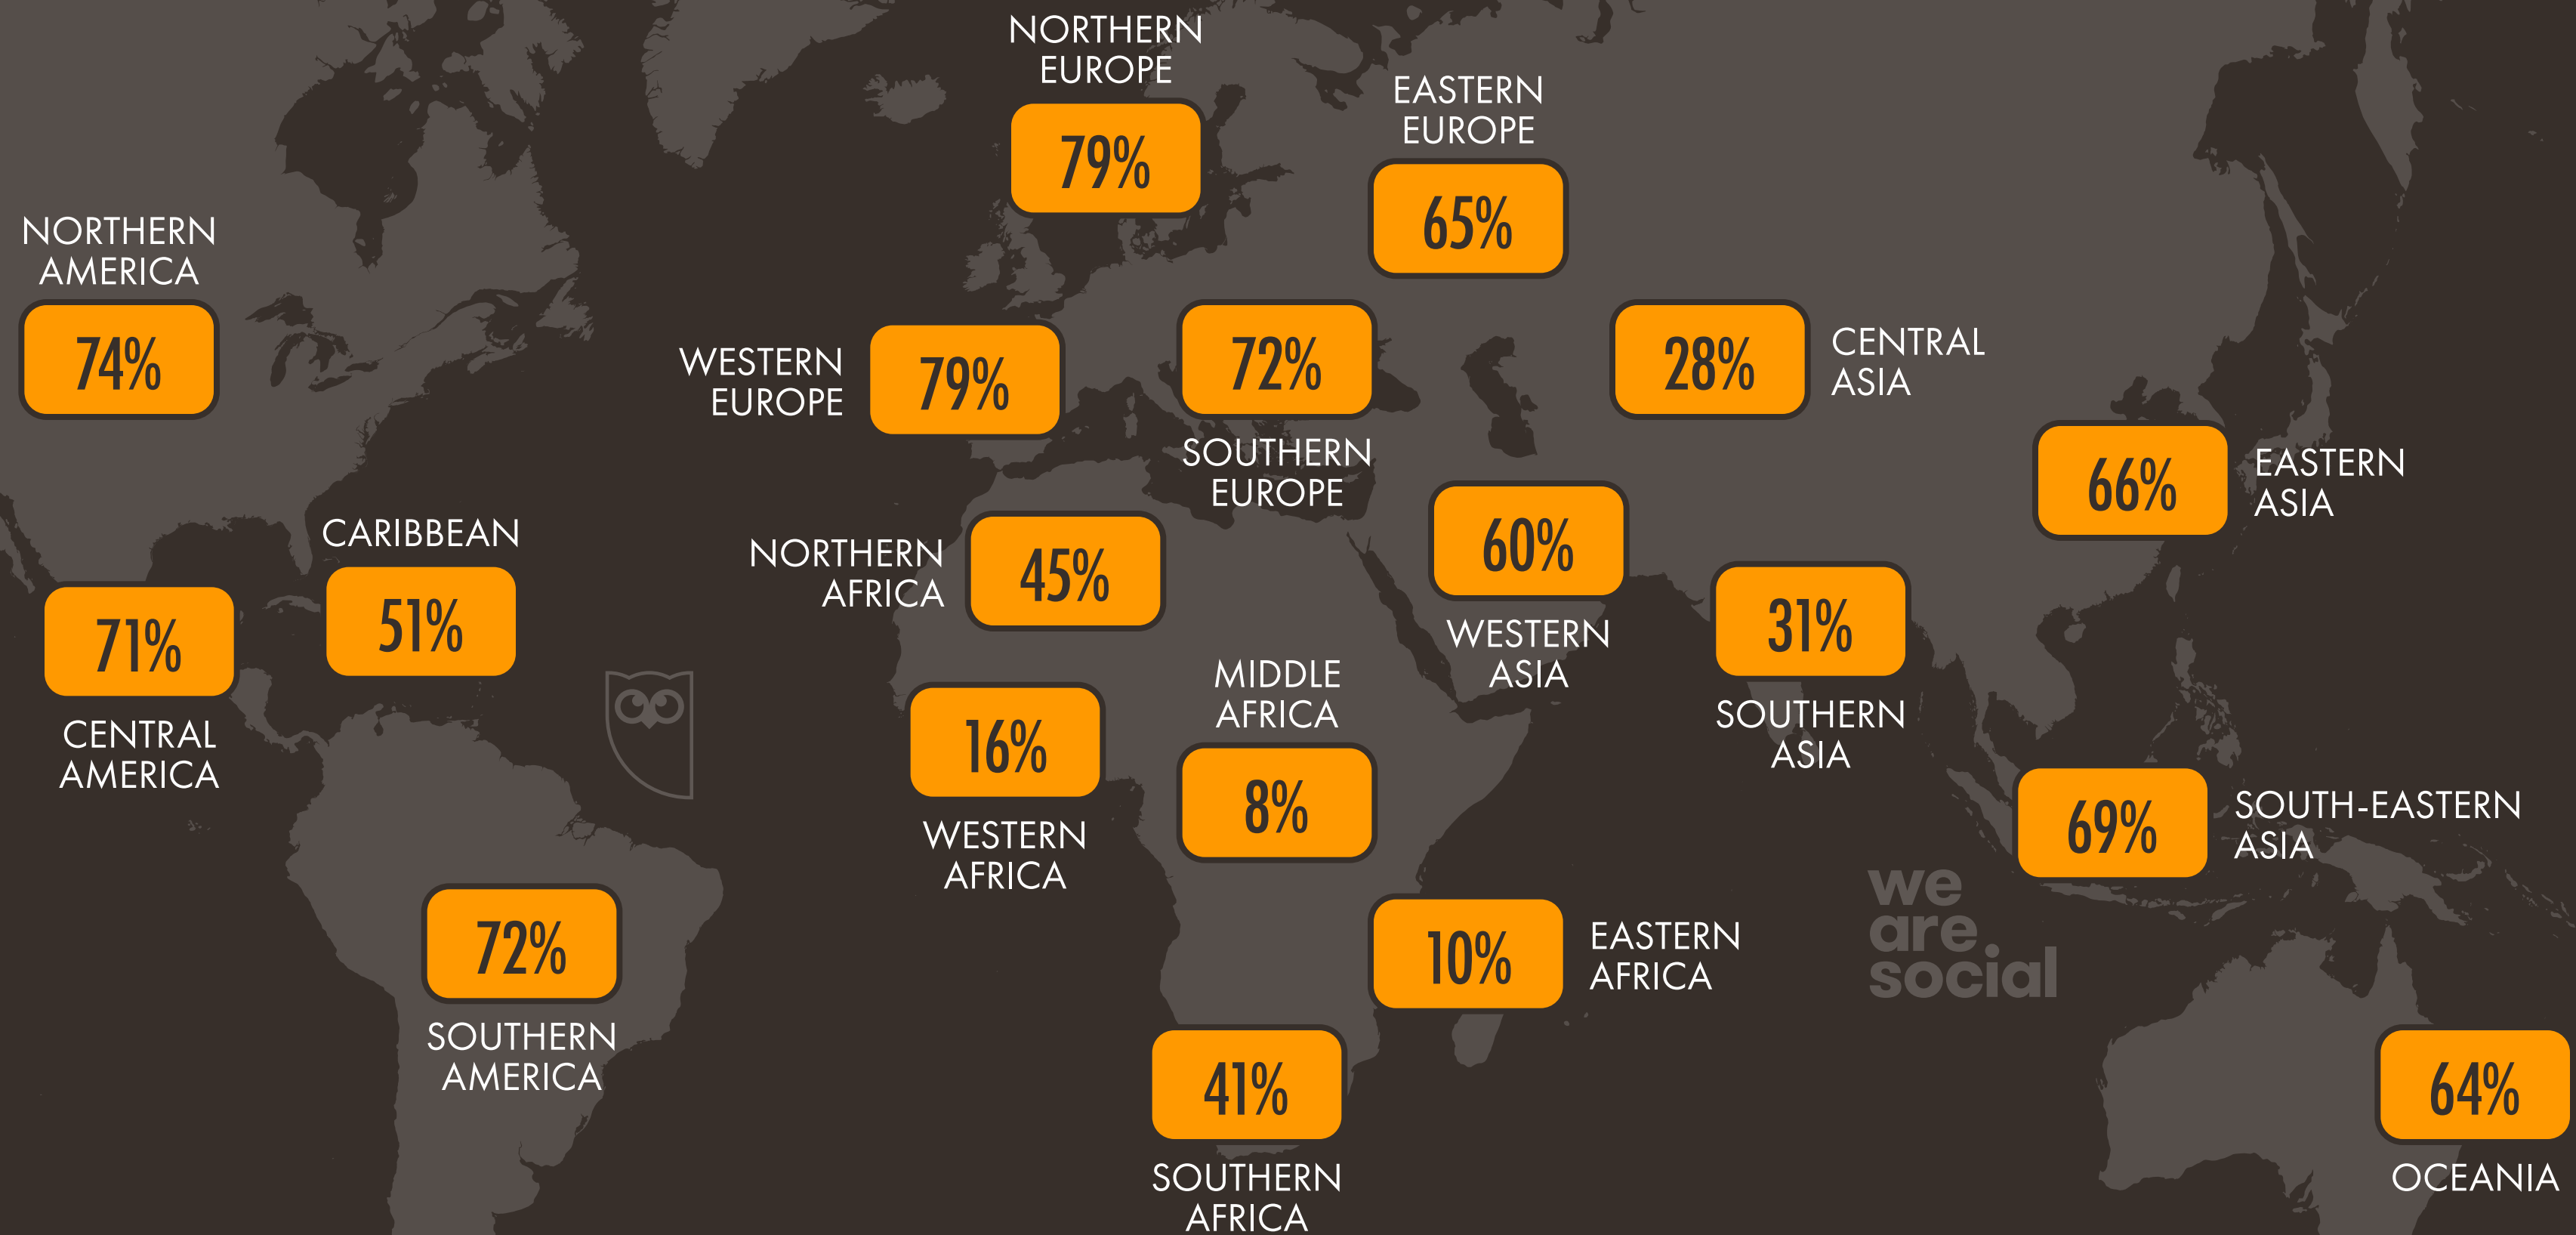 NORTHERN
EUROPE
79%
EASTERN
EUROPE
65%
NORTHERN
AMERICA
74%
WESTERN
EUROPE
79%
72%
SOUTHERN
EUROPE
28%
CENTRAL
ASIA
66%
EASTERN
ASIA
CARIBBEAN
51%
71%
CENTRAL
AMERICA
NORTHERN
AFRICA
45%
60%
WESTERN
ASIA
31%
SOUTHERN
ASIA
16%
WESTERN
AFRICA
MIDDLE
AFRICA
8%
69%
SOUTH-EASTERN
ASIA
72%
SOUTHERN
AMERICA
10%
EASTERN
AFRICA
we
are
social
41%
SOUTHERN
AFRICA
64%
OCEANIA